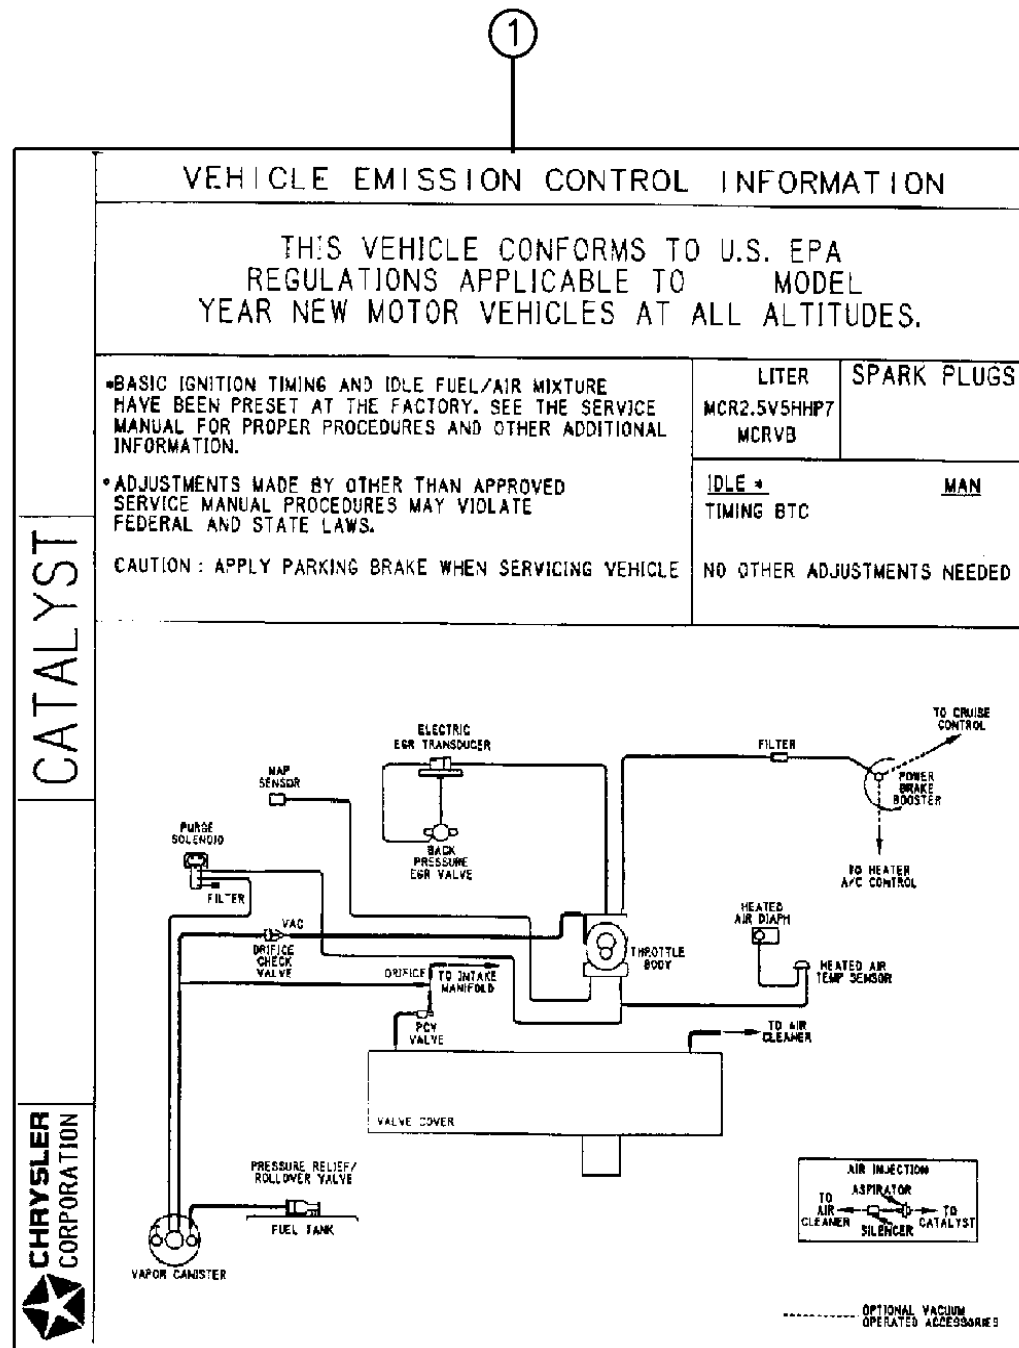 1
VEHICLE EMISSION CONTROL INFORMATION
THIS VEHICLE CONFORMS TO U.S. EPA
REGULATIONS APPLICABLE TO MODEL
YEAR NEW MOTOR VEHICLES AT ALL ALTITUDES.
*BASIC IGNITION TIMING AND IDLE FUEL/AIR MIXTURE
HAVE BEEN PRESET AT THE FACTORY. SEE THE SERVICE
MANUAL FOR PROPER PROCEDURES AND OTHER ADDITIONAL
INFORMATION.
*ADJUSTMENTS MADE BY OTHER THAN APPROVED
SERVICE MANUAL PROCEDURES MAY VIOLATE
FEDERAL AND STATE LAWS.
CAUTION: APPLY PARKING BRAKE WHEN SERVICING VEHICLE
LITER
MCR2.5V5HHP7
MCRVB
SPARK PLUGS
IDLE * MAN
TIMING BTC
NO OTHER ADJUSTMENTS NEEDED
CATALYST
CHRYSLER
CORPORATION
ELECTRIC
EGR TRANSDUCER
MAP
SENSOR
PURGE
SOLENOID
FILTER
BACK
PRESSURE
EGR VALVE
FILTER
TO CRUISE
CONTROL
POWER
BRAKE
BOOSTER
TO HEATER
A/C CONTROL
VAC
ORIFICE
CHECK
VALVE
ORIFICE
TO INTAKE
MANIFOLD
THROTTLE
BODY
HEATED
AIR DIAPH
HEATED AIR
TEMP SENSOR
PCV
VALVE
TO AIR
CLEANER
VALVE COVER
PRESSURE RELIEF/
ROLLOVER VALVE
FUEL TANK
VAPOR CANISTER
AIR INJECTION
ASPIRATOR
TO
AIR
CLEANER
SILENCER
TO
CATALYST
OPTIONAL VACUUM
OPERATED ACCESSORIES